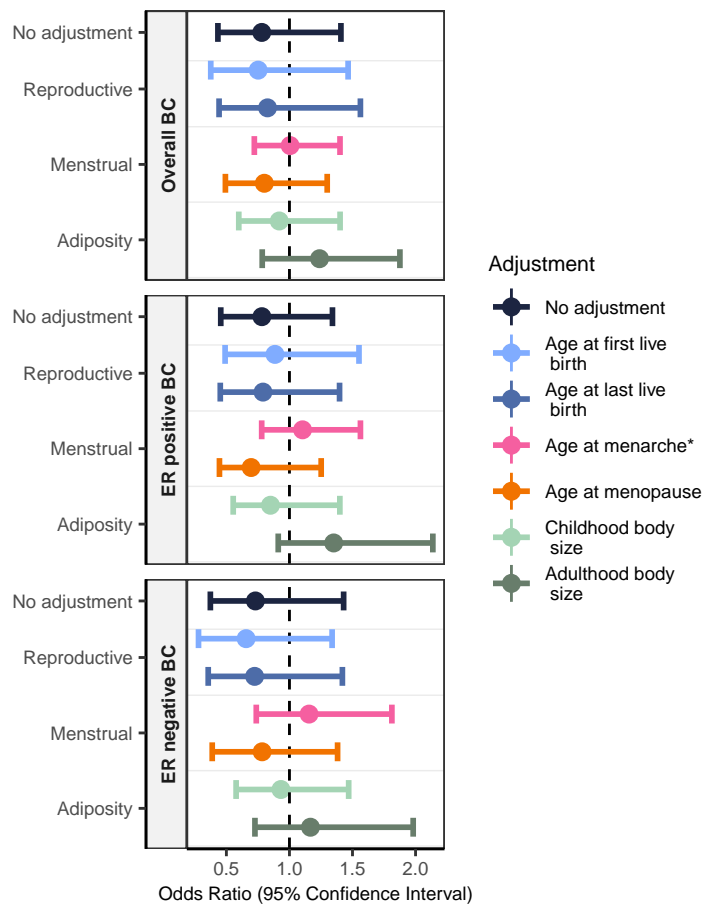 No adjustment
Reproductive
Menstrual
Adiposity
Overall BC
No adjustment
Reproductive
Menstrual
Adiposity
ER positive BC
No adjustment
Reproductive
Menstrual
Adiposity
ER negative BC
0.5 1.0 1.5 2.0
Odds Ratio (95% Confidence Interval)
Adjustment
No adjustment
Age at first live
birth
Age at last live
birth
Age at menarche*
Age at menopause
Childhood body
size
Adulthood body
size